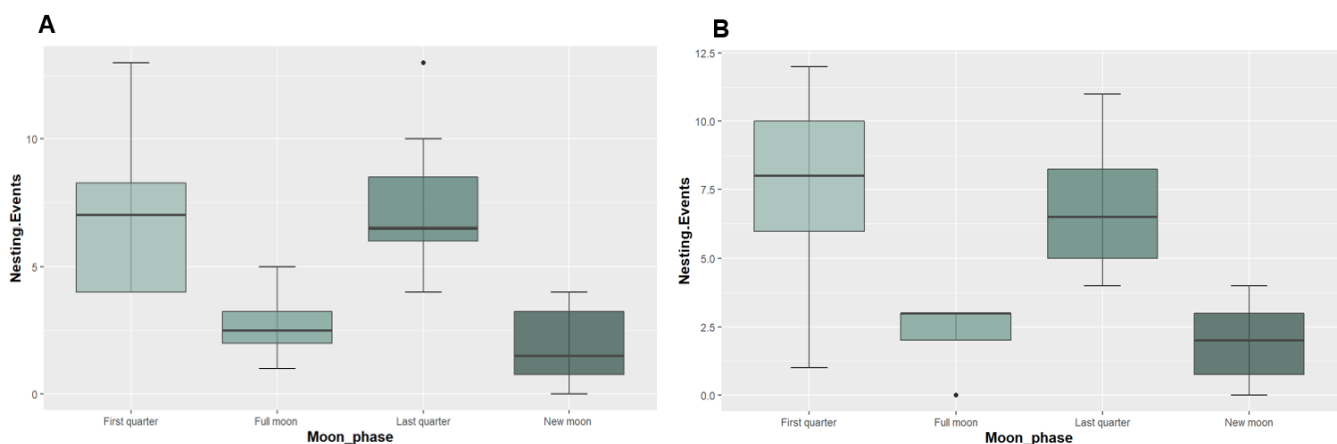 A
Nesting.Events
10
5
0
First quarter Full moon Last quarter New moon
Moon_phase
B
Nesting.Events
12.5
10.0
7.5
5.0
2.5
0.0
First quarter Full moon Last quarter New moon
Moon_phase